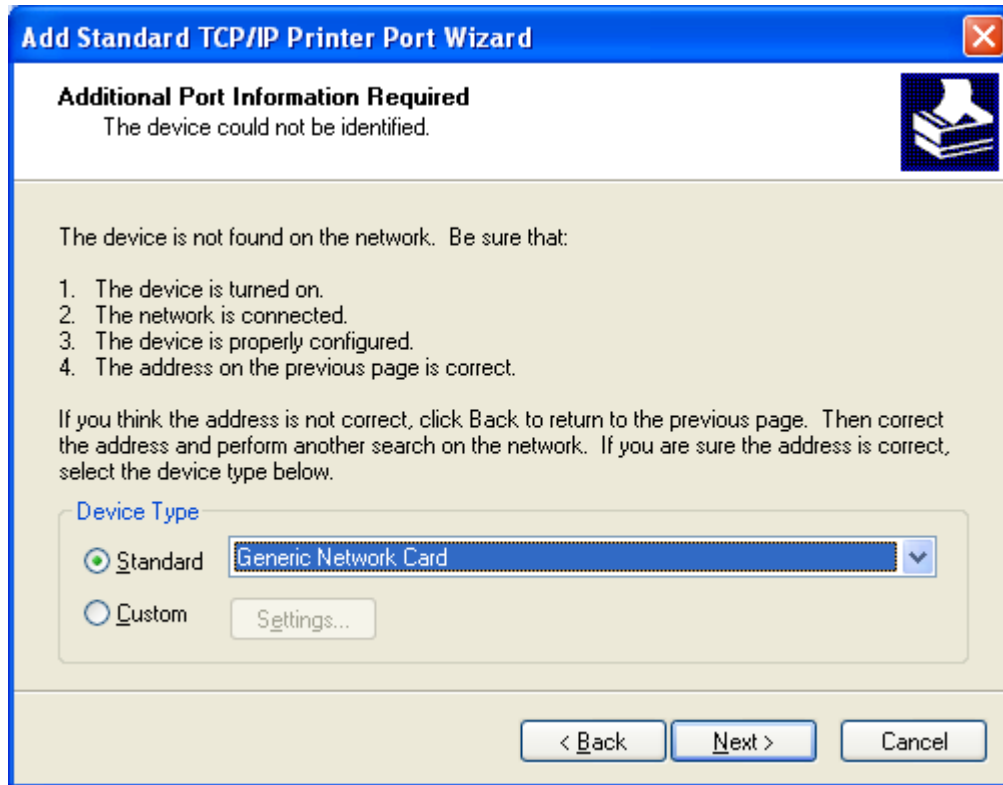 Add Standard TCP/IP Printer Port Wizard
Additional Port Information Required
The device could not be identified.
The device is not found on the network.  Be sure that:
1.  The device is turned on.
2.  The network is connected.
3.  The device is properly configured.
4.  The address on the previous page is correct.
If you think the address is not correct, click Back to return to the previous page.  Then correct
the address and perform another search on the network.  If you are sure the address is correct,
select the device type below.
Device Type
Standard
Generic Network Card
Custom
Settings...
< Back
Next >
Cancel